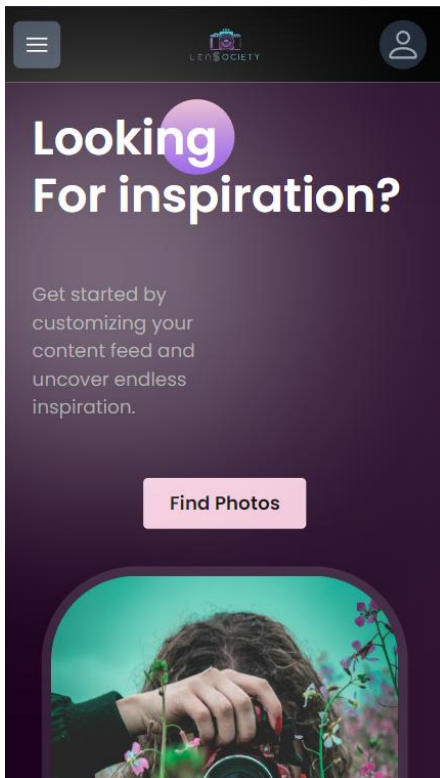 LENSOCIETY
Looking
For inspiration?
Get started by
customizing your
content feed and
uncover endless
inspiration.
Find Photos